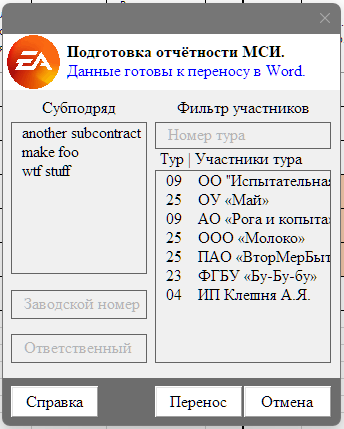 EA
Подготовка отчётности МСИ.
Данные готовы к переносу в Word.
Субподряд
another subcontract
make foo
wtf stuff
Заводской номер
Ответственный
Фильтр участников
Номер тура
Тур | Участники тура
09 ОО "Испытательная
25 ОУ «Май»
09 АО «Рога и копыта»
25 ООО «Молоко»
25 ПАО «ВторМерБыт
23 ФГБУ «Бу-Бу-бу»
04 ИП Клешня А.Я.
Справка
Перенос
Отмена